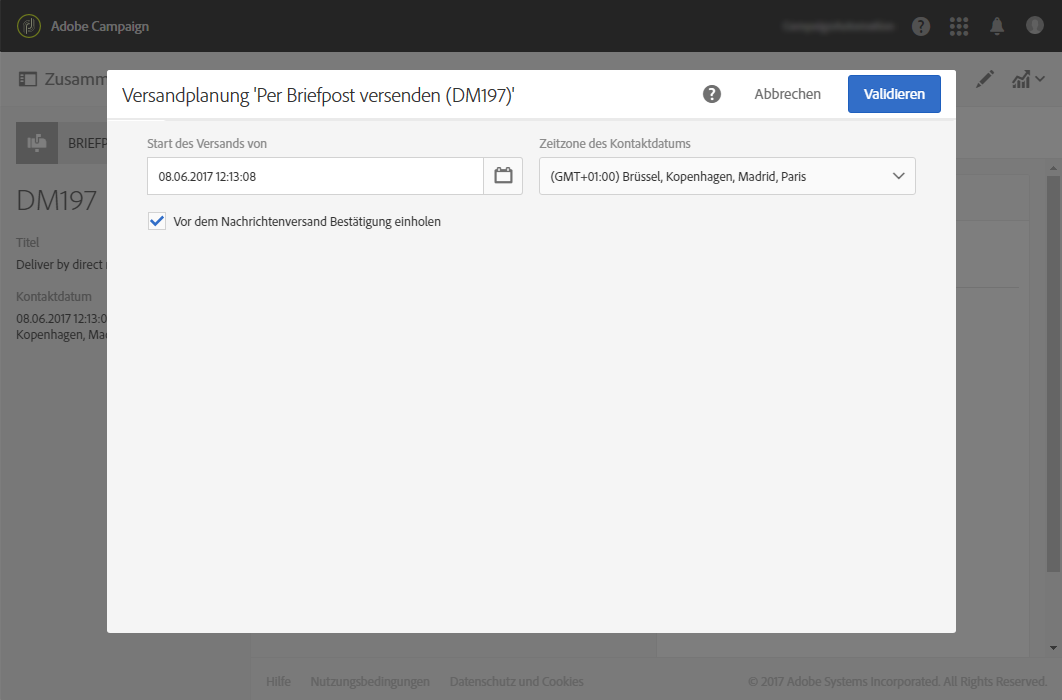 Adobe Campaign
Zusamm
Versandplanung 'Per Briefpost versenden (DM197)'
Abbrechen
Validieren
Start des Versands von
Zeitzone des Kontaktdatums
08.06.2017 12:13:08
(GMT+01:00) Brüssel, Kopenhagen, Madrid, Paris
Vor dem Nachrichtenversand Bestätigung einholen
BRIEFP
DM197
Titel
Deliver by direct
Kontaktdatum
08.06.2017 12:13:0
Kopenhagen, Mad
Hilfe
Nutzungsbedingungen
Datenschutz und Cookies
© 2017 Adobe Systems Incorporated. All Rights Reserved.